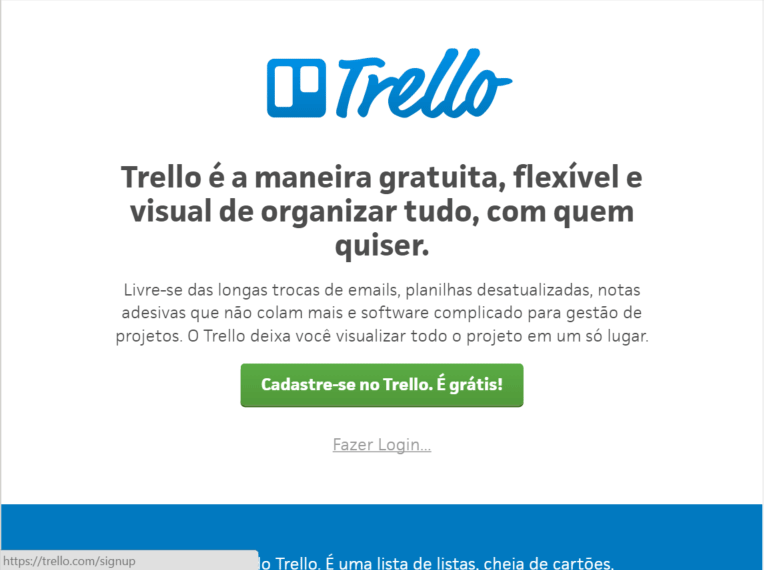 Trello
Trello é a maneira gratuita, flexível e
visual de organizar tudo, com quem
quiser.
Livre-se das longas trocas de emails, planilhas desatualizadas, notas
adesivas que não colam mais e software complicado para gestão de
projetos. O Trello deixa você visualizar todo o projeto em um só lugar.
Cadastre-se no Trello. É grátis!
Fazer Login...
https://trello.com/signup
Trello. É uma lista de listas, cheia de cartões,